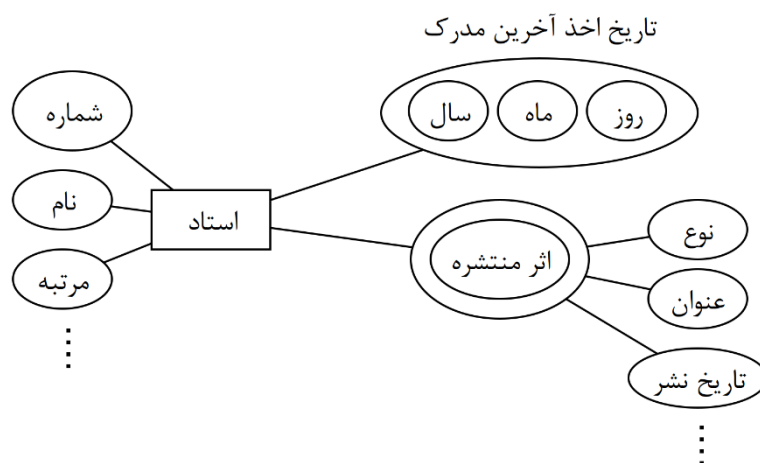 تاریخ اخذ آخرین مدرک
روز
ماه
سال
شماره
نام
استاد
مرتبه
اثر منتشره
نوع
عنوان
تاریخ نشر